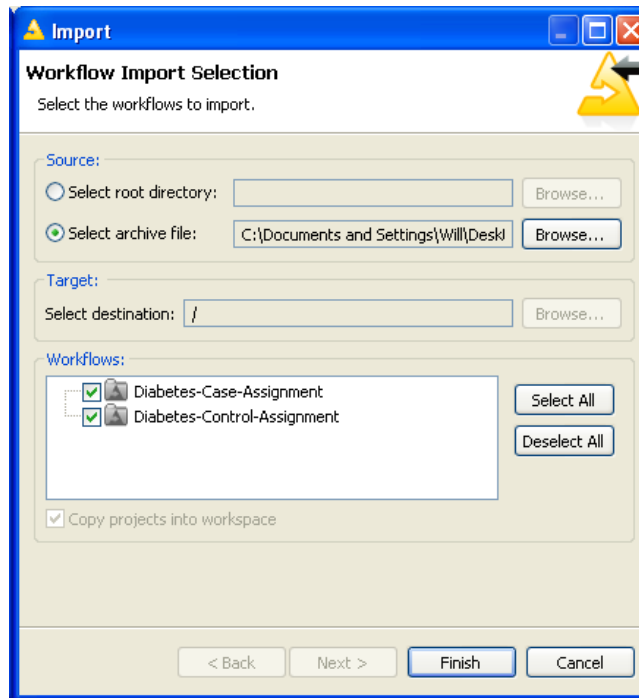 Import
Workflow Import Selection
Select the workflows to import.
Source:
Select root directory:
Browse...
Select archive file:
C:\Documents and Settings\Will\Desk
Browse...
Target:
Select destination:
/
Browse...
Workflows:
Diabetes-Case-Assignment
Diabetes-Control-Assignment
Select All
Deselect All
Copy projects into workspace
< Back
Next >
Finish
Cancel